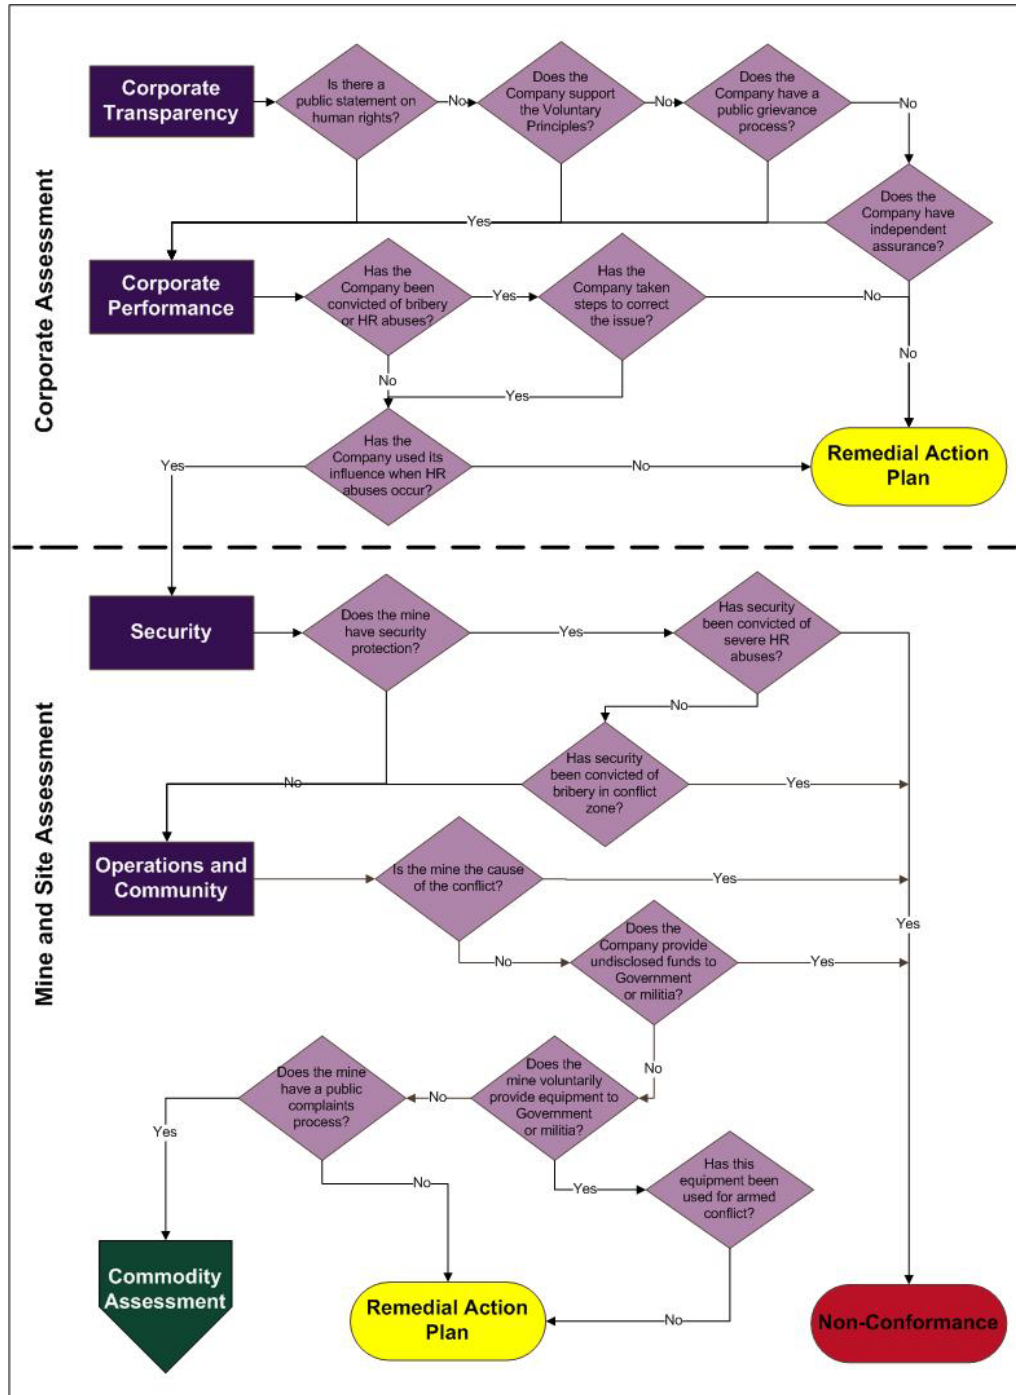 Corporate Assessment
Corporate
Transparency
Is there a
public statement on
human rights?
No
Does the
Company support
the Voluntary
Principles?
No
Does the
Company have a
public grievance
process?
No
Does the
Company have
independent
assurance?
Yes
Corporate
Performance
Has the
Company been
convicted of bribery
or HR abuses?
Yes
Has the
Company taken
steps to correct
the issue?
No
No
No
Yes
Has the
Company used its
influence when HR
abuses occur?
Yes
No
Remedial Action
Plan
Mine and Site Assessment
Security
Does the mine
have security
protection?
Yes
Has security
been convicted of
severe HR
abuses?
No
Has security
been convicted of
bribery in conflict
zone?
No
Yes
Operations and
Community
Is the mine the cause
of the conflict?
Yes
Yes
No
Does the
Company provide
undisclosed funds to
Government
or militia?
Yes
No
Does the
mine voluntarily
provide equipment to
Government
or militia?
No
Does the mine
have a public
complaints
process?
Yes
No
Yes
Has this
equipment been
used for armed
conflict?
No
Commodity
Assessment
Remedial Action
Plan
Non-Conformance